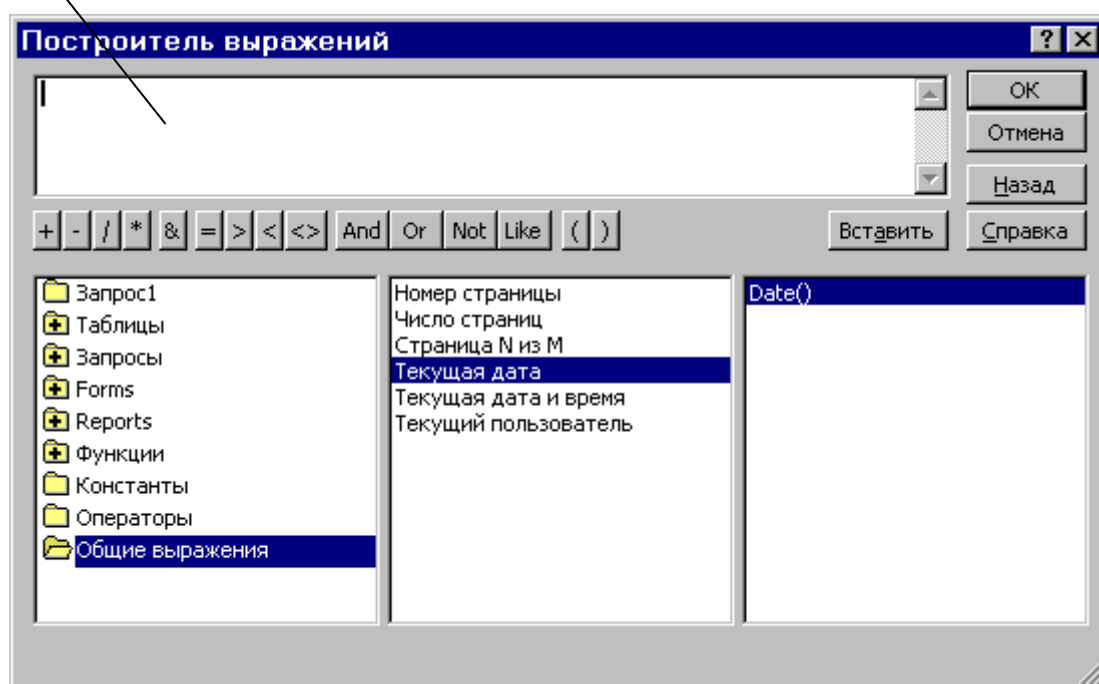 Построитель выражений
? ×
ОК
Отмена
Назад
+ - / * & = > < <> And Or Not Like ( ) Вставить Справка
Запрос1
Таблицы
Запросы
Forms
Reports
Функции
Константы
Операторы
Общие выражения
Номер страницы
Число страниц
Страница N из M
Текущая дата
Текущая дата и время
Текущий пользователь
Date()